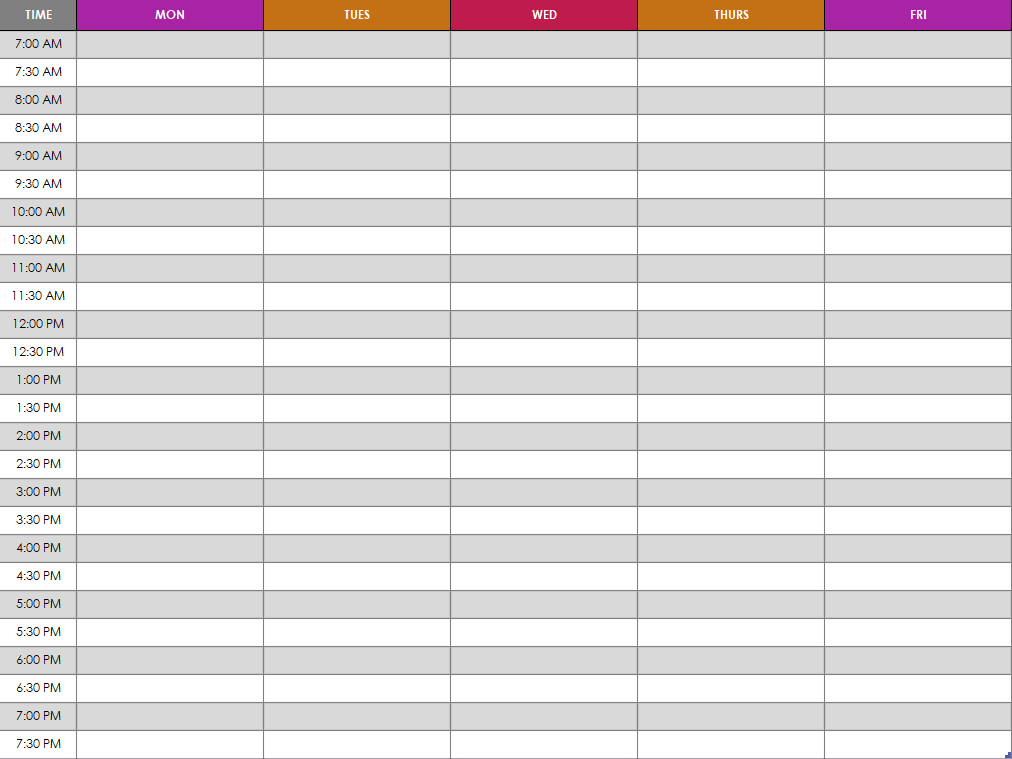 TIME MON TUES WED THURS FRI
7:00 AM
7:30 AM
8:00 AM
8:30 AM
9:00 AM
9:30 AM
10:00 AM
10:30 AM
11:00 AM
11:30 AM
12:00 PM
12:30 PM
1:00 PM
1:30 PM
2:00 PM
2:30 PM
3:00 PM
3:30 PM
4:00 PM
4:30 PM
5:00 PM
5:30 PM
6:00 PM
6:30 PM
7:00 PM
7:30 PM